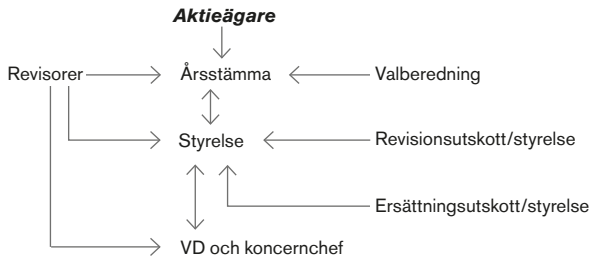 Aktieägare
Revisorer Årsstämma Valberedning
Styrelse Revisionsutskott/styrelse
Ersättningsutskott/styrelse
VD och koncernchef